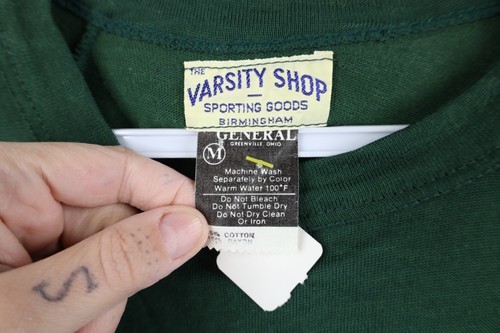 THE
VARSITY SHOP
SPORTING GOODS
BIRMINGHAM
GENERAL
GREENVILLE, OHIO
M
Machine Wash
Separately by Color
Warm Water 100°F
Do Not Bleach
Do Not Tumble Dry
Do Not Dry Clean
Or Iron
% COTTON
RAYON